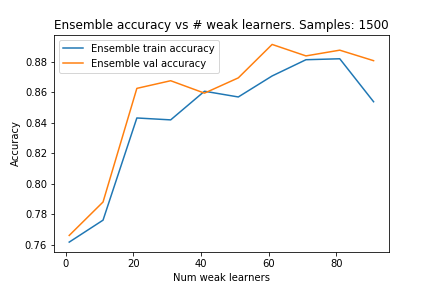 Ensemble accuracy vs # weak learners. Samples: 1500
Ensemble train accuracy
Ensemble val accuracy
0.88
0.86
0.84
0.82
0.80
0.78
0.76
Accuracy
0
20
40
60
80
Num weak learners